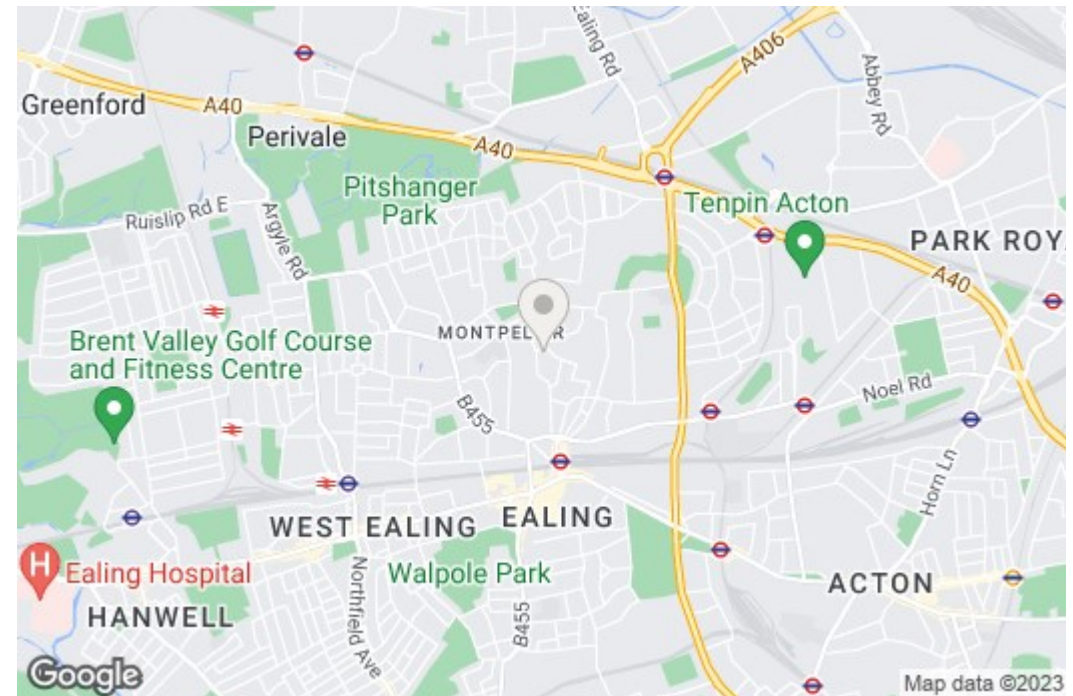 Ealing Rd
A406
Abbey Rd
Greenford
A40
Perivale
A40
Pitshanger
Park
Tenpin Acton
Ruislip Rd E
Argyle Rd
PARK ROYA
A40
MONTPEL R
Brent Valley Golf Course
and Fitness Centre
Noel Rd
B455
Horn Ln
WEST EALING
EALING
H
Ealing Hospital
Walpole Park
ACTON
HANWELL
Northfield Ave
B455
Google
Map data ©2023